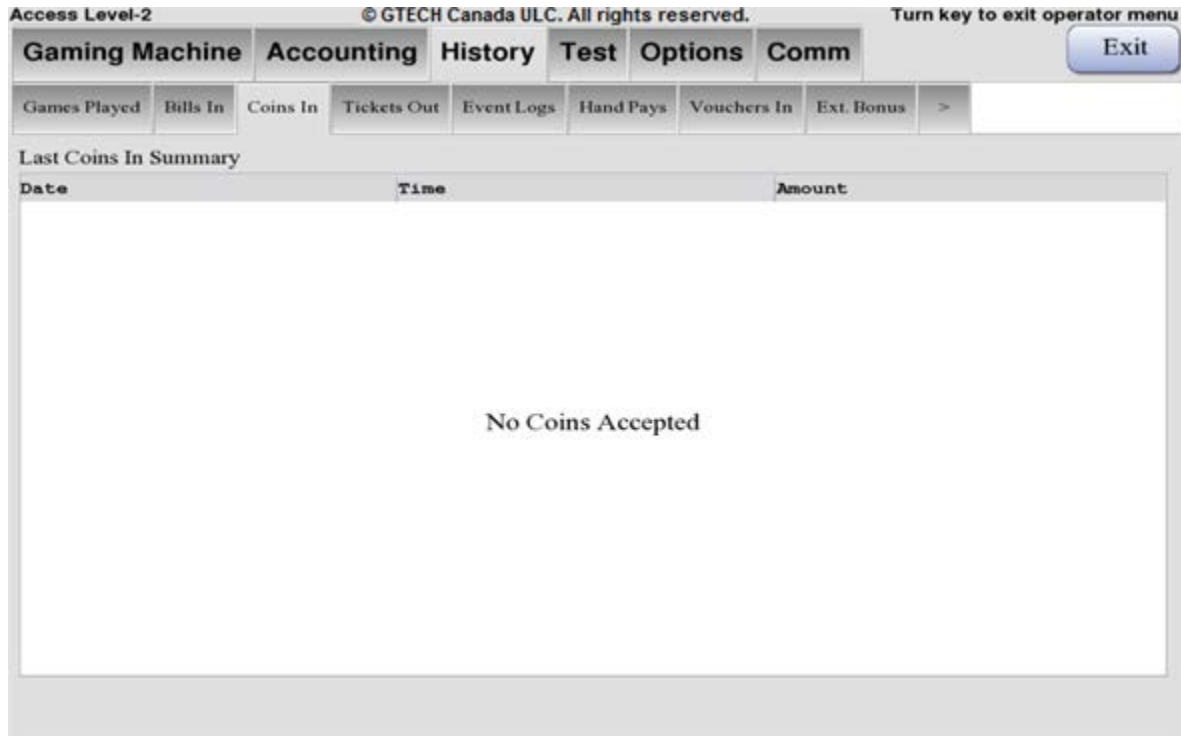 Access Level-2 © GTECH Canada ULC. All rights reserved. Turn key to exit operator menu
Gaming Machine Accounting History Test Options Comm Exit
Games Played Bills In Coins In Tickets Out Event Logs Hand Pays Vouchers In Ext. Bonus >
Last Coins In Summary
Date Time Amount
No Coins Accepted